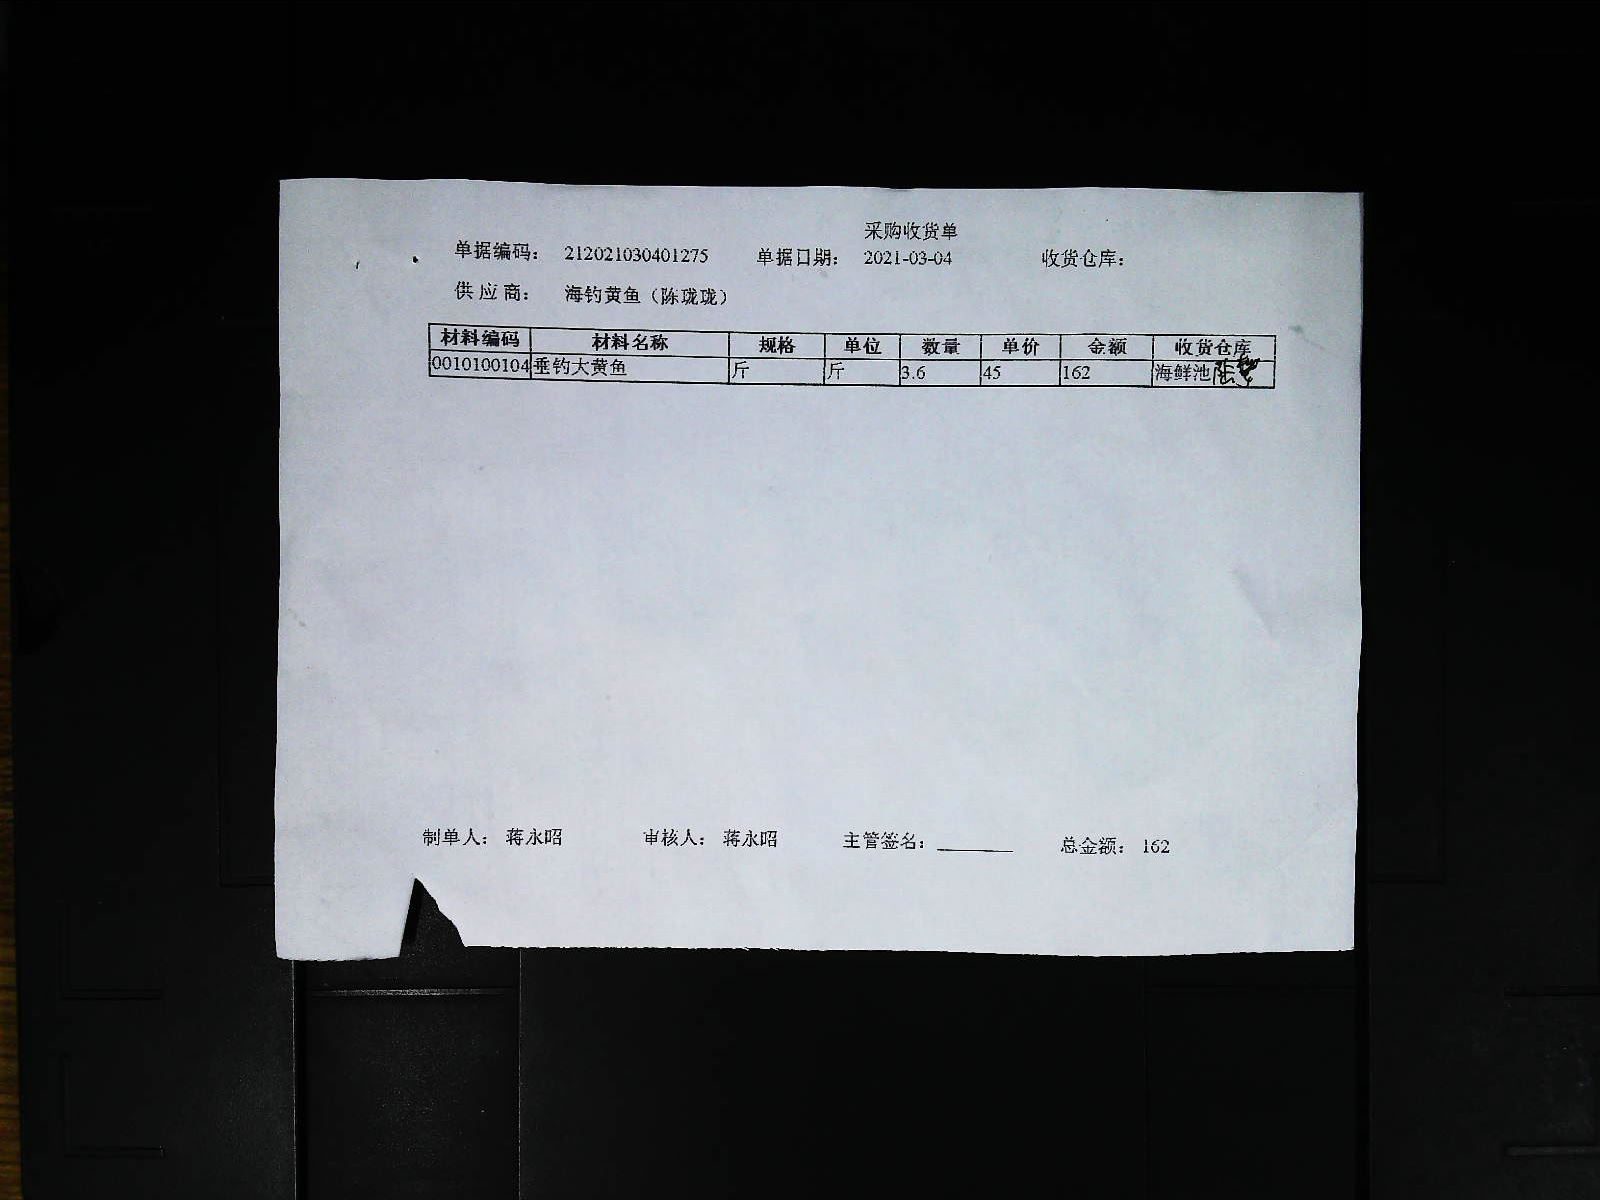 采购收货单
单据编码： 212021030401275 单据日期： 2021-03-04 收货仓库：
供应商： 海钓黄鱼（陈珑珑）
材料编码 材料名称 规格 单位 数量 单价 金额 收货仓库
0010100104 垂钓大黄鱼 斤 斤 3.6 45 162 海鲜池
制单人： 蒋永昭 审核人： 蒋永昭 主管签名： 总金额： 162